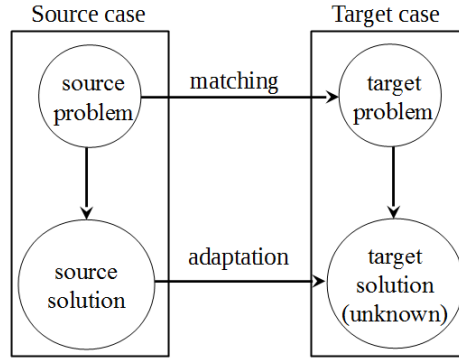 Source case
Target case
source
problem
matching
target
problem
source
solution
adaptation
target
solution
(unknown)